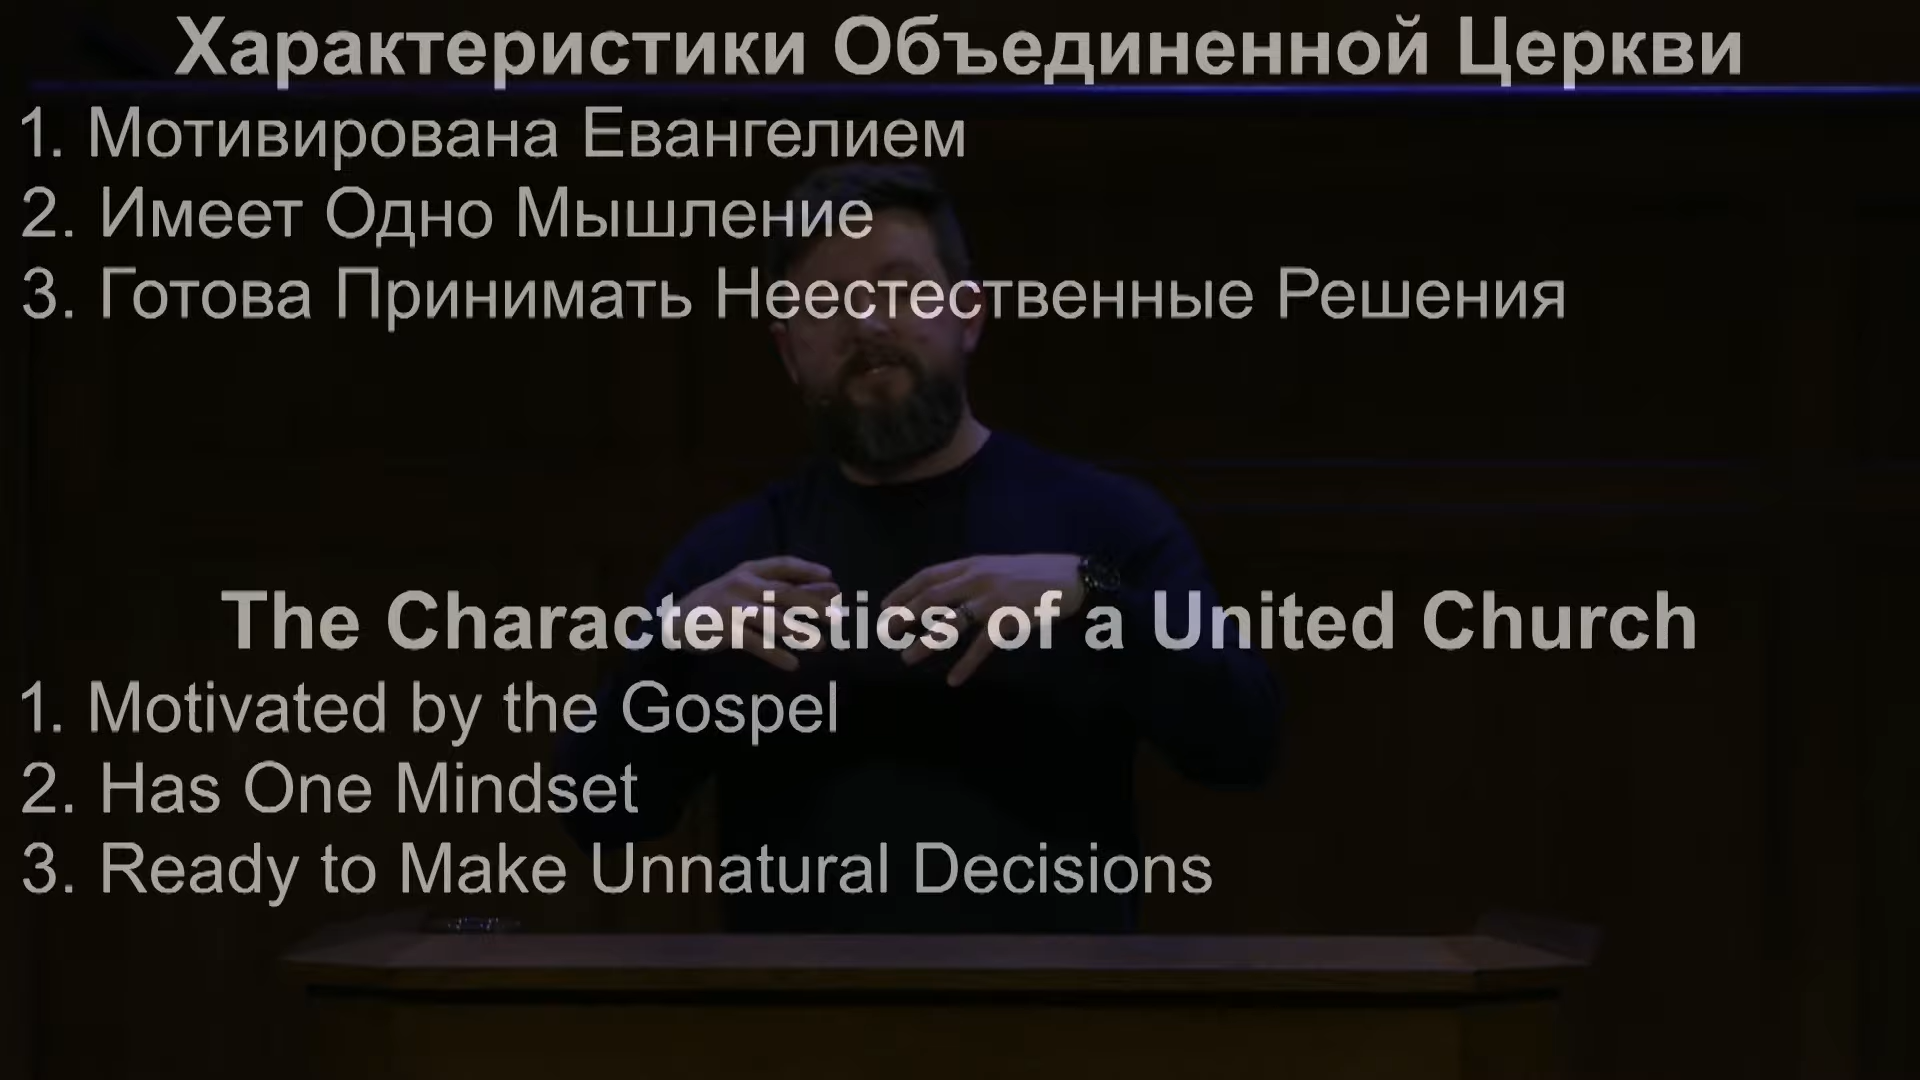 Характеристики Объединенной Церкви
1. Мотивирована Евангелием
2. Имеет Одно Мышление
3. Готова Принимать Неестественные Решения
The Characteristics of a United Church
1. Motivated by the Gospel
2. Has One Mindset
3. Ready to Make Unnatural Decisions